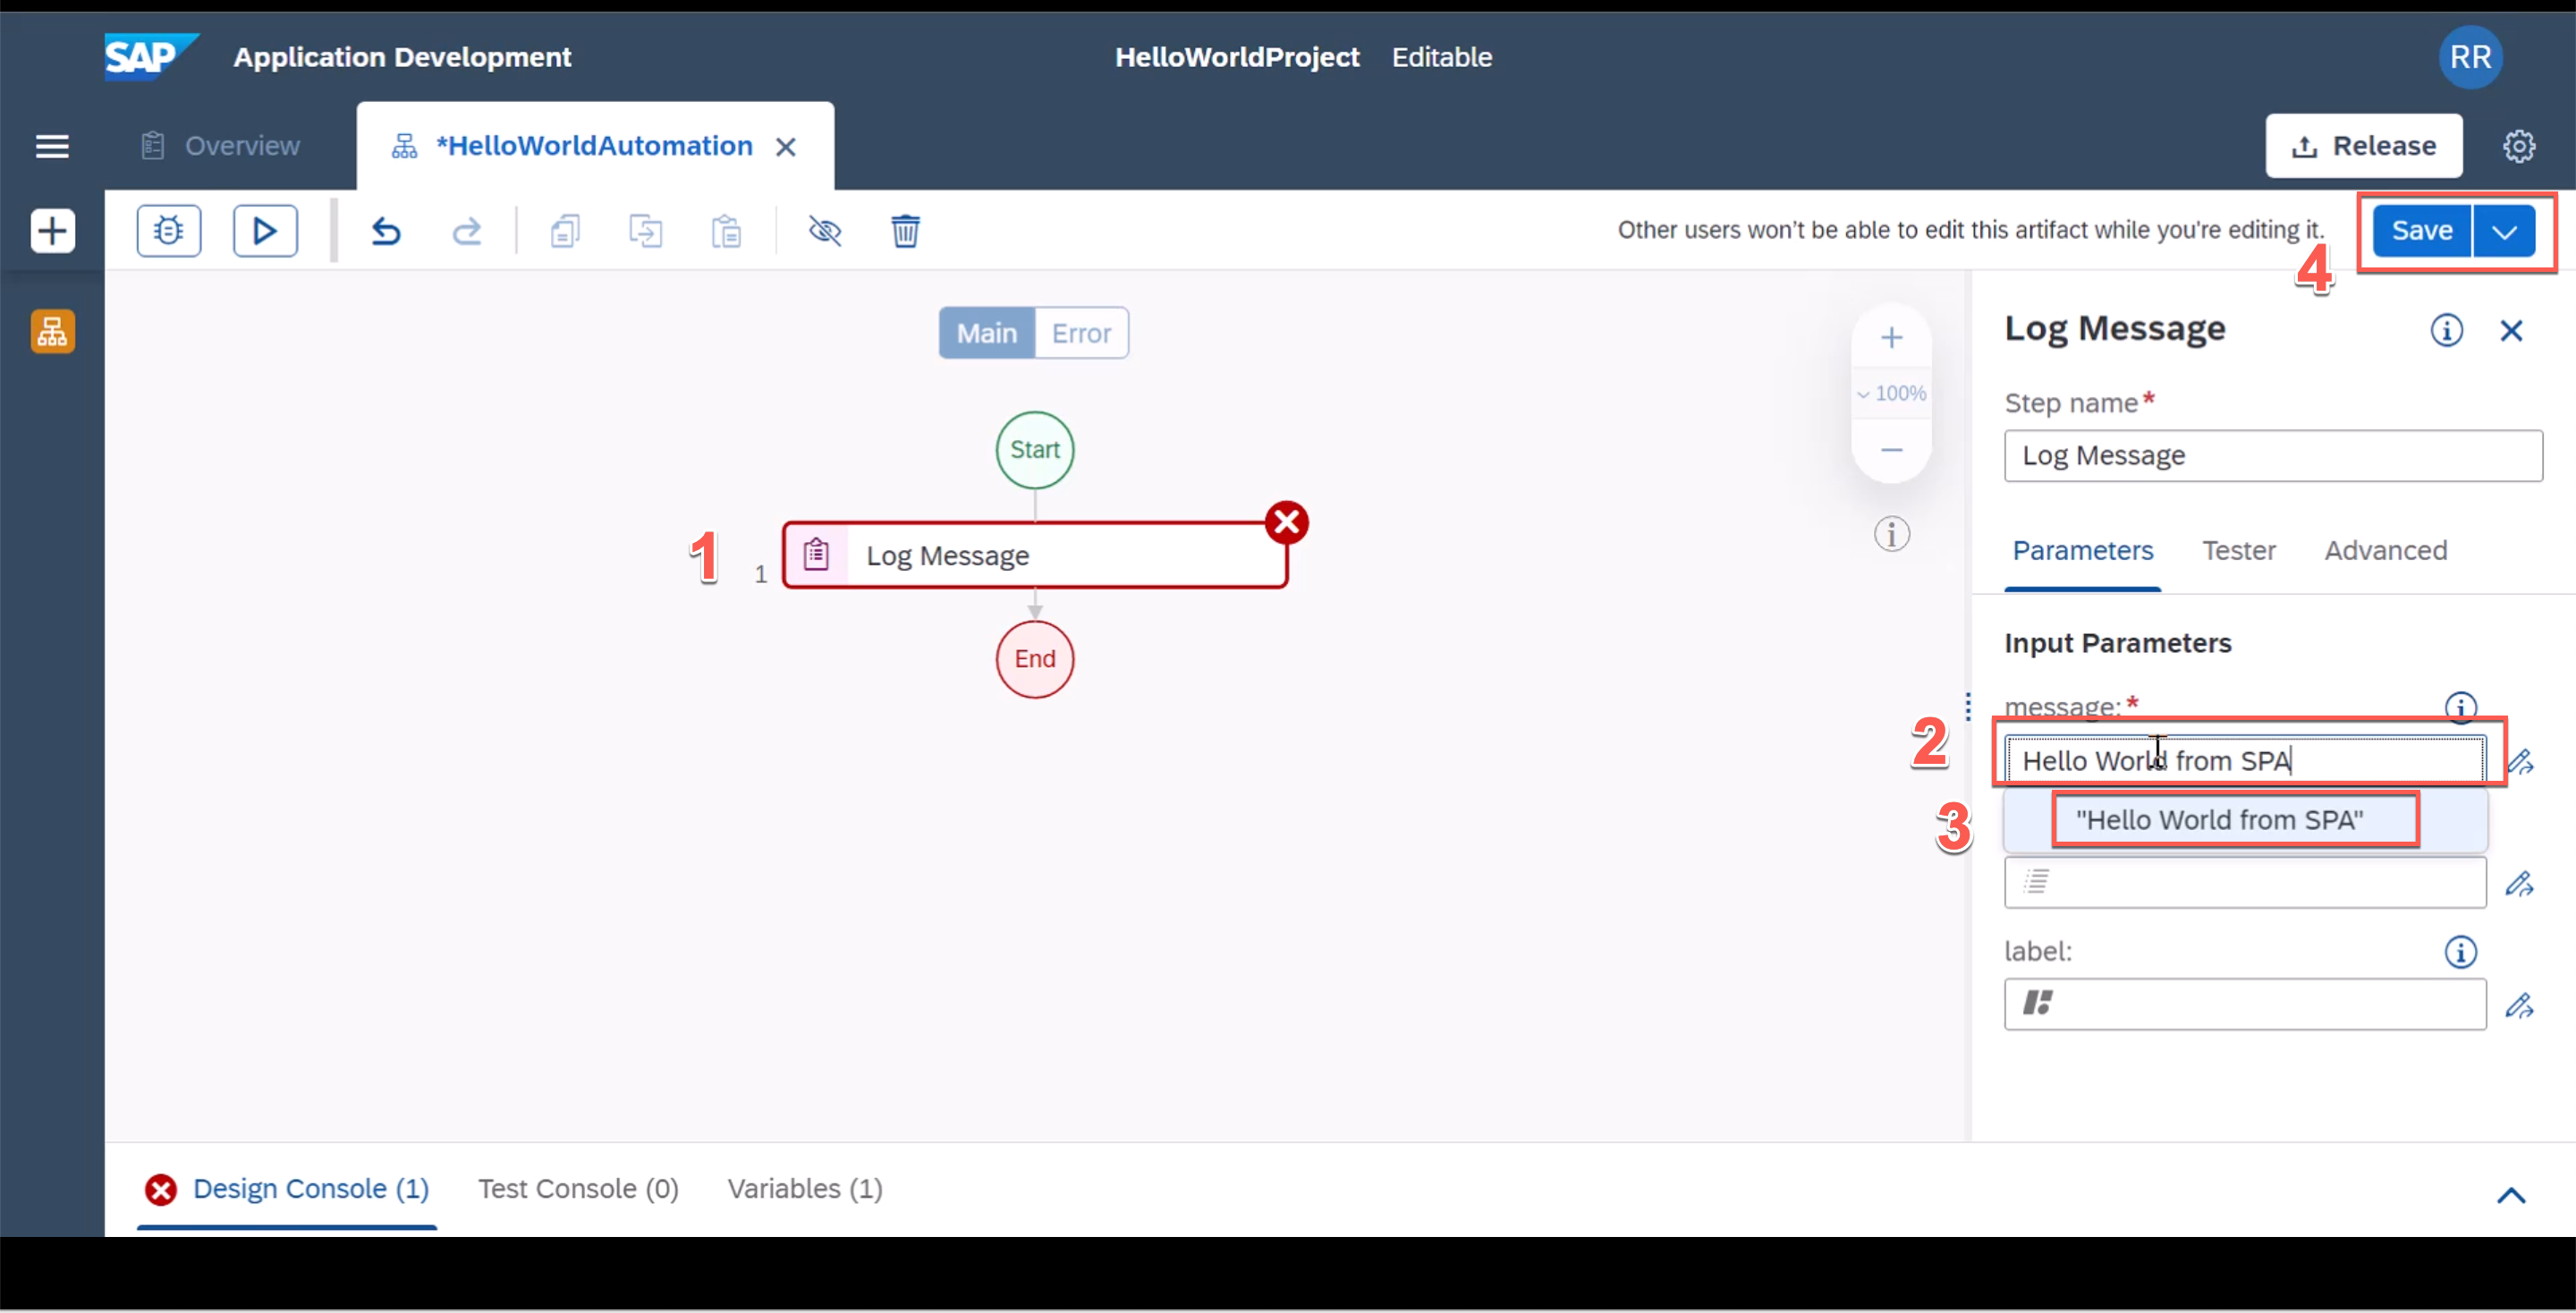 SAP Application Development HelloWorldProject Editable RR
Overview *HelloWorldAutomation Release
Other users won't be able to edit this artifact while you're editing it. Save
4
Main Error
100%
Start
1
1 Log Message
End
Log Message
Step name*
Log Message
Parameters Tester Advanced
Input Parameters
message:*
2
Hello World from SPA
3
"Hello World from SPA"
label:
Design Console (1) Test Console (0) Variables (1)